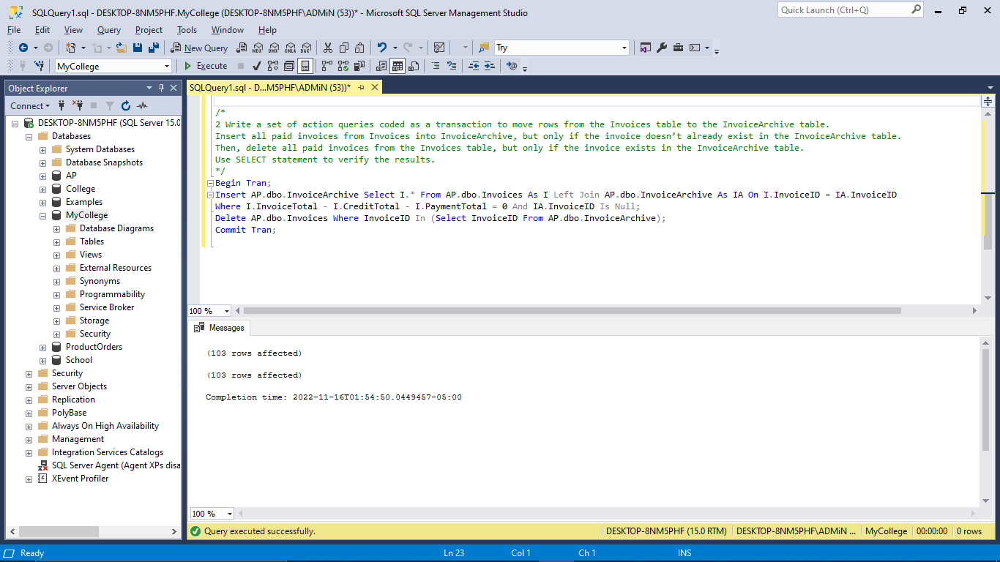 SQLQuery1.sql - DESKTOP-8NM5PHF.MyCollege (DESKTOP-8NM5PHF\ADMiN (53))* - Microsoft SQL Server Management Studio
Quick Launch (Ctrl+Q)
File Edit View Query Project Tools Window Help
New Query
MDX DMX XMLA DAX
Try
MyCollege
Execute
Object Explorer
SQLQuery1.sql - D...M5PHF\ADMiN (53))*
Connect
DESKTOP-8NM5PHF (SQL Server 15.0
Databases
System Databases
Database Snapshots
AP
College
Examples
MyCollege
Database Diagrams
Tables
Views
External Resources
Synonyms
Programmability
Service Broker
Storage
Security
ProductOrders
School
Security
Server Objects
Replication
PolyBase
Always On High Availability
Management
Integration Services Catalogs
SQL Server Agent (Agent XPs disa
XEvent Profiler
/*
2 Write a set of action queries coded as a transaction to move rows from the Invoices table to the InvoiceArchive table.
Insert all paid invoices from Invoices into InvoiceArchive, but only if the invoice doesn’t already exist in the InvoiceArchive table.
Then, delete all paid invoices from the Invoices table, but only if the invoice exists in the InvoiceArchive table.
Use SELECT statement to verify the results.
*/
Begin Tran;
Insert AP.dbo.InvoiceArchive Select I.* From AP.dbo.Invoices As I Left Join AP.dbo.InvoiceArchive As IA On I.InvoiceID = IA.InvoiceID
Where I.InvoiceTotal - I.CreditTotal - I.PaymentTotal = 0 And IA.InvoiceID Is Null;
Delete AP.dbo.Invoices Where InvoiceID In (Select InvoiceID From AP.dbo.InvoiceArchive);
Commit Tran;
100 %
Messages
(103 rows affected)
(103 rows affected)
Completion time: 2022-11-16T01:54:50.0449457-05:00
100 %
Query executed successfully.
DESKTOP-8NM5PHF (15.0 RTM)
DESKTOP-8NM5PHF\ADMiN ...
MyCollege
00:00:00
0 rows
Ready
Ln 23
Col 1
Ch 1
INS